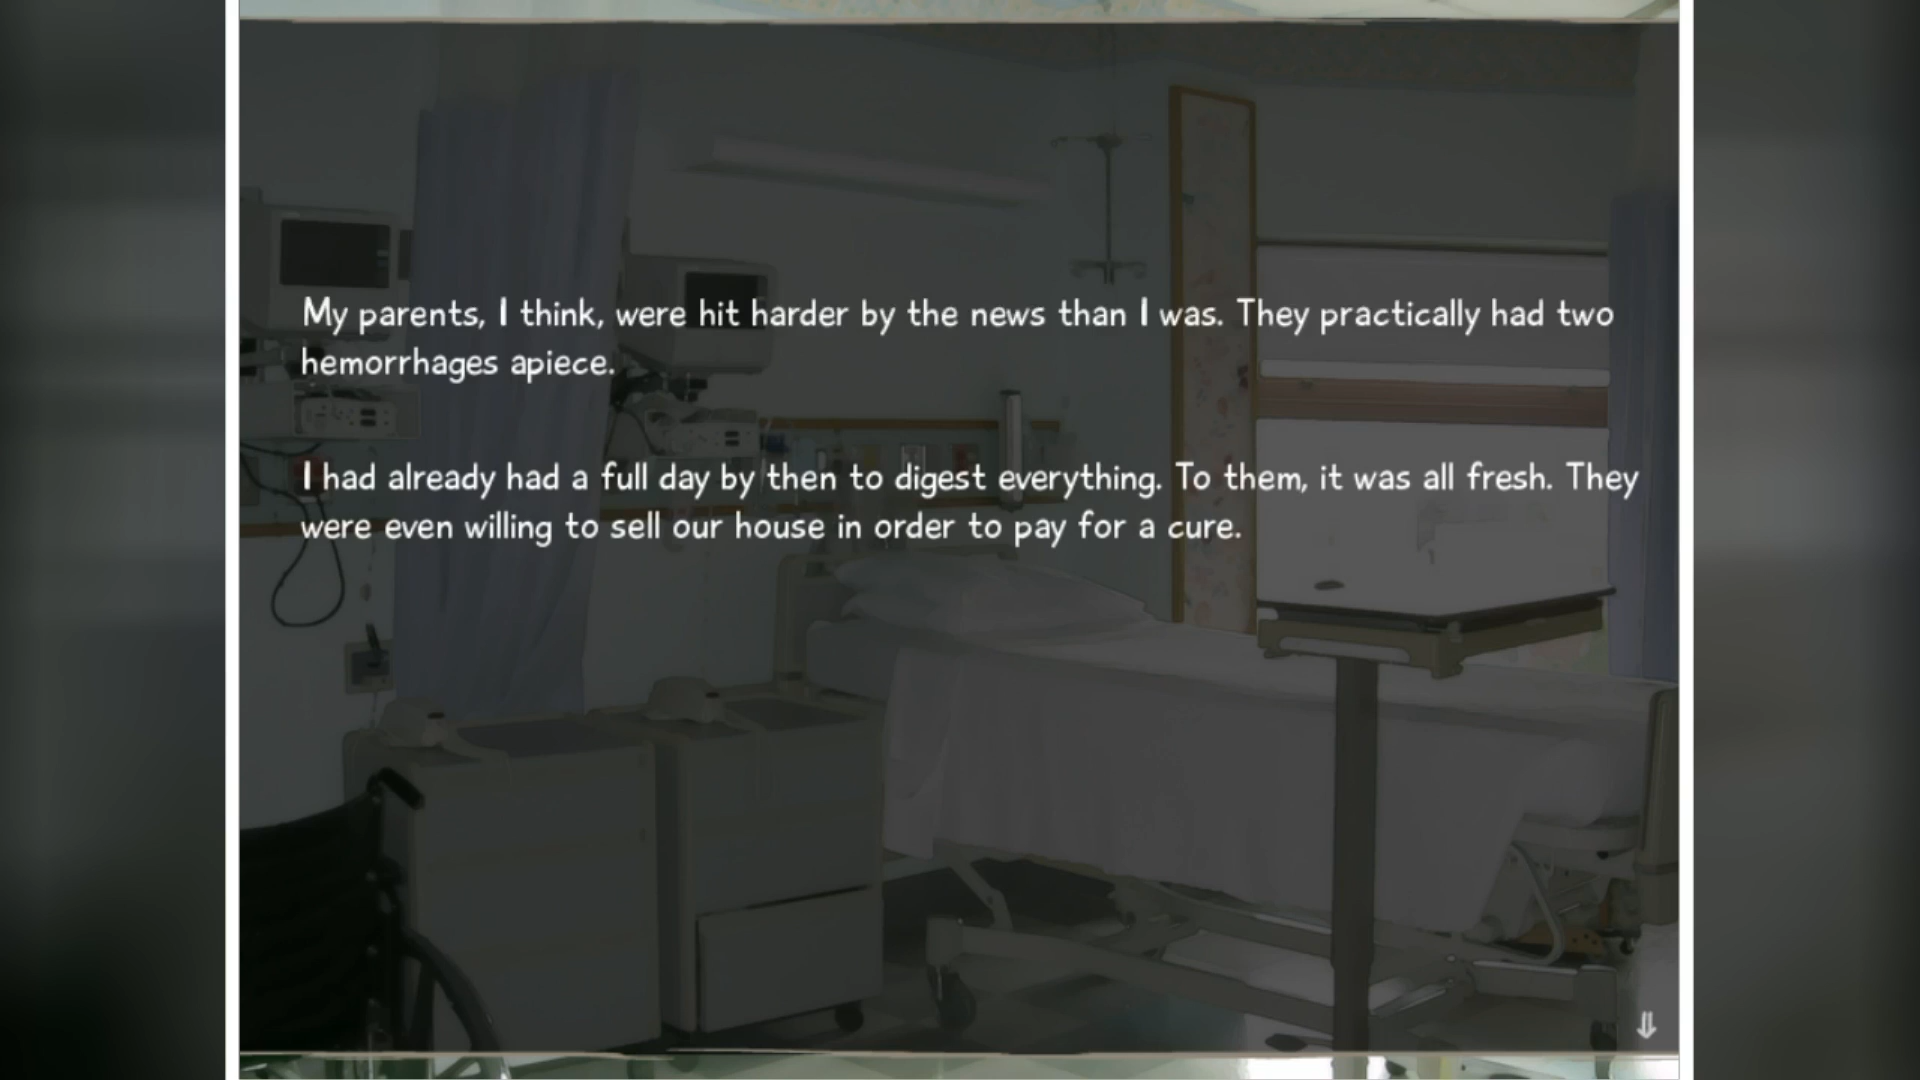 My parents, I think, were hit harder by the news than I was. They practically had two
hemorrhages apiece.
I had already had a full day by then to digest everything. To them, it was all fresh. They
were even willing to sell our house in order to pay for a cure.